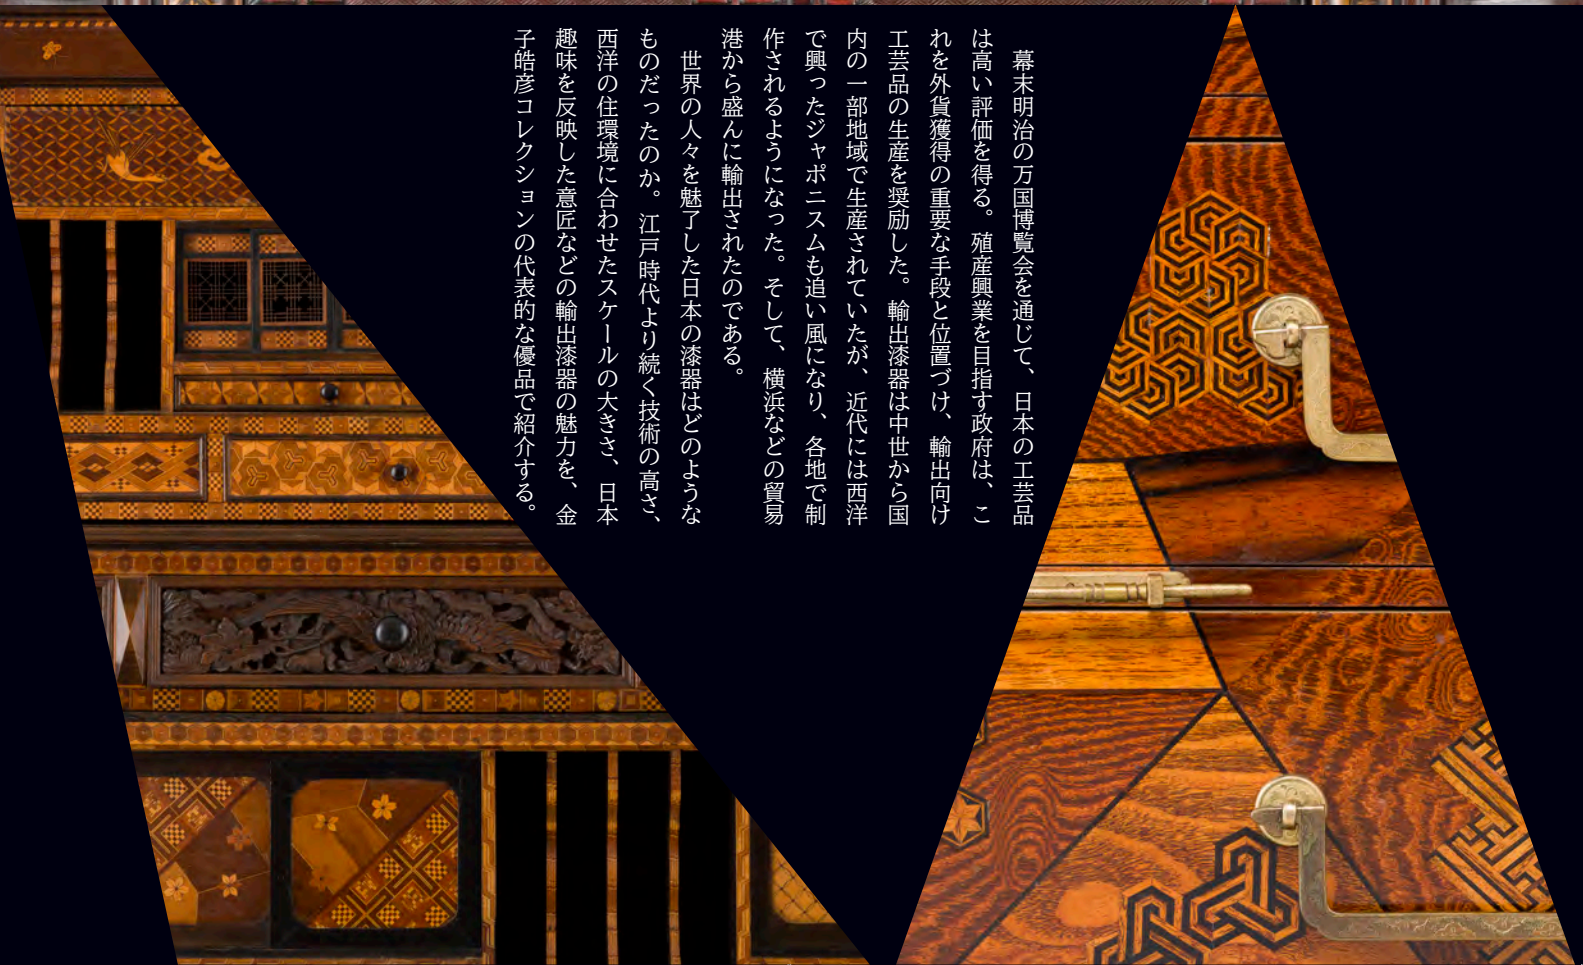 幕末明治の万国博覧会を通じて、日本の工芸品
は高い評価を得る。殖産興業を目指す政府は、こ
れを外貨獲得の重要な手段と位置づけ、輸出向け
工芸品の生産を奨励した。輸出漆器は中世から国
内の一部地域で生産されていたが、近代には西洋
で興ったジャポニスムも追い風になり、各地で制
作されるようになった。そして、横浜などの貿易
港から盛んに輸出されたのである。
　世界の人々を魅了した日本の漆器はどのような
ものだったのか。江戸時代より続く技術の高さ、
西洋の住環境に合わせたスケールの大きさ、日本
趣味を反映した意匠などの輸出漆器の魅力を、金
子皓彦コレクションの代表的な優品で紹介する。